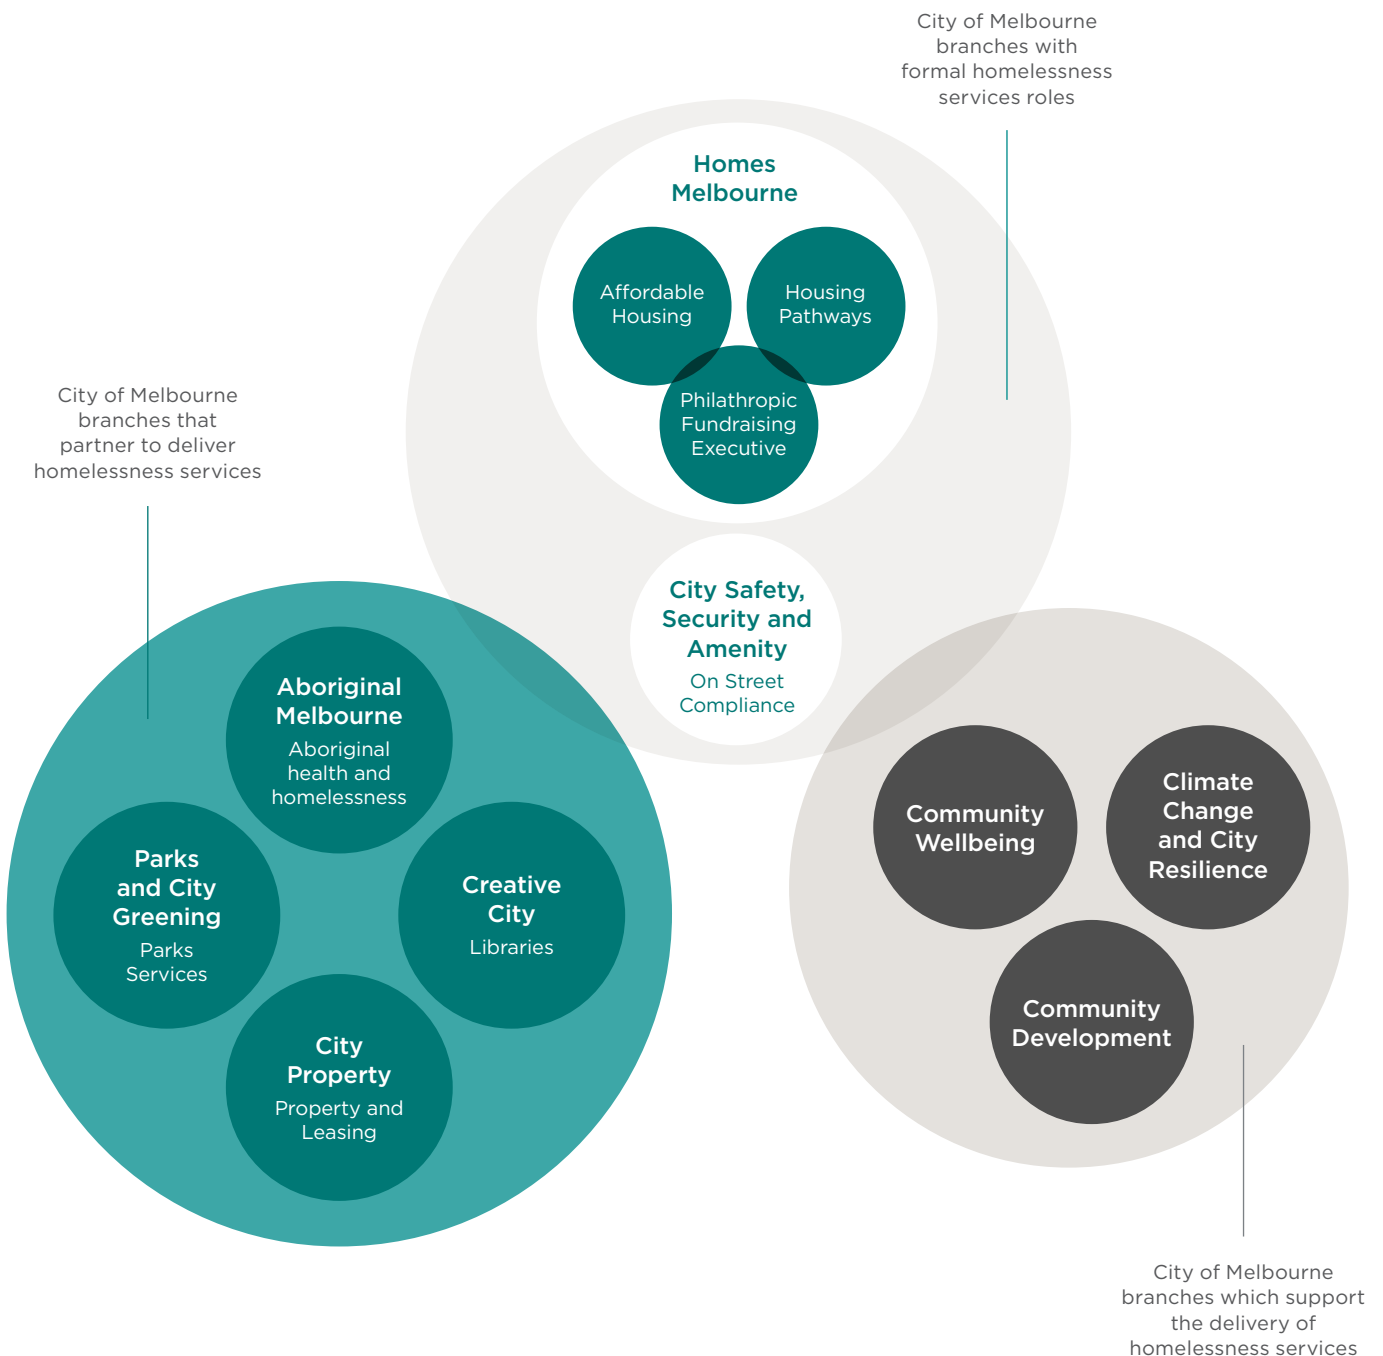 City of Melbourne
branches with
formal homelessness
services roles
Homes
Melbourne
Affordable
Housing
Housing
Pathways
Philathropic
Fundraising
Executive
City Safety,
Security and
Amenity
On Street
Compliance
City of Melbourne
branches that
partner to deliver
homelessness services
Aboriginal
Melbourne
Aboriginal
health and
homelessness
Parks
and City
Greening
Parks
Services
Creative
City
Libraries
City
Property
Property and
Leasing
Community
Wellbeing
Climate
Change
and City
Resilience
Community
Development
City of Melbourne
branches which support
the delivery of
homelessness services